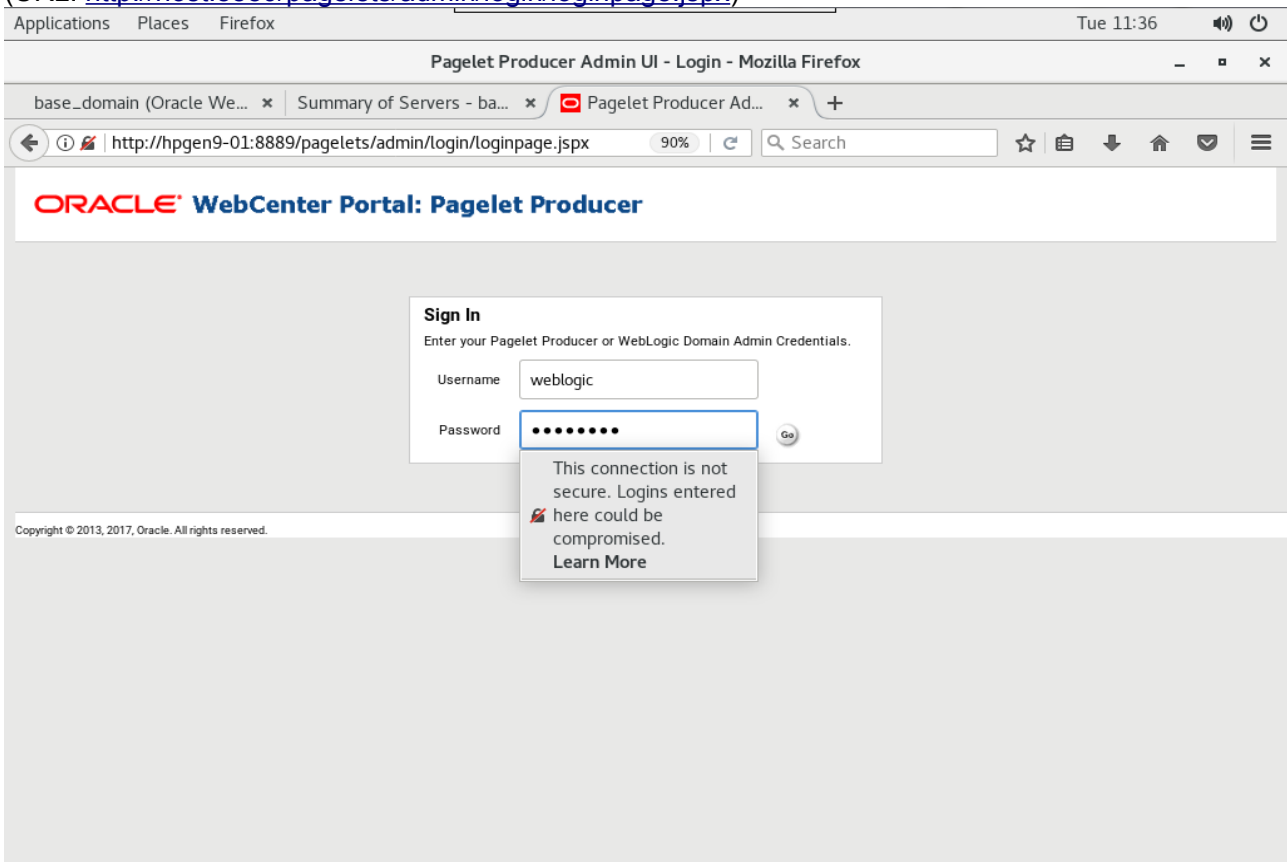 Applications Places Firefox Tue 11:36
Pagelet Producer Admin UI - Login - Mozilla Firefox
base_domain (Oracle We... Summary of Servers - ba... Pagelet Producer Ad...
http://hpgen9-01:8889/pagelets/admin/login/loginpage.jspx 90% Search
ORACLE® WebCenter Portal: Pagelet Producer
Sign In
Enter your Pagelet Producer or WebLogic Domain Admin Credentials.
Username weblogic
Password •••••••• Go
This connection is not
secure. Logins entered
here could be
compromised.
Learn More
Copyright © 2013, 2017, Oracle. All rights reserved.